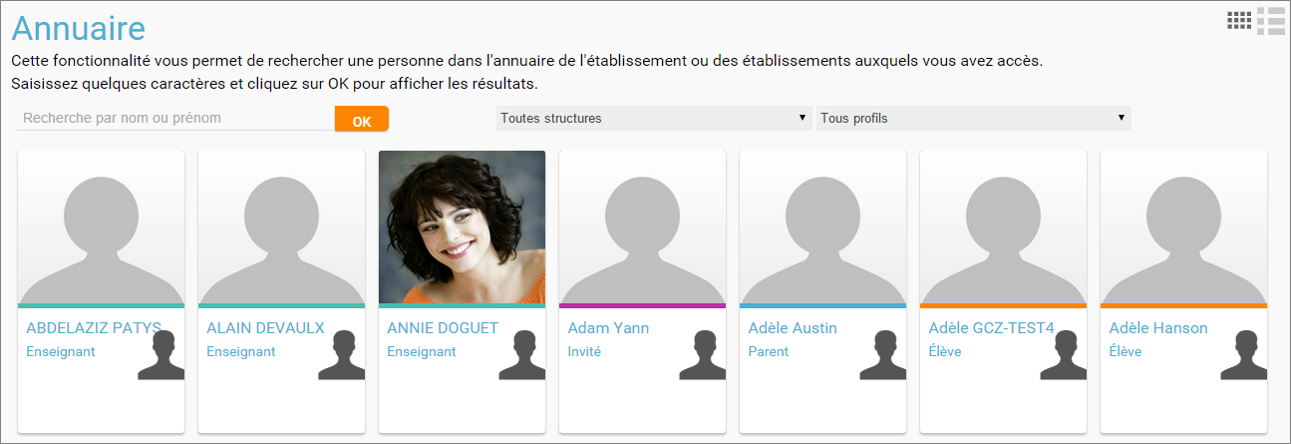 Annuaire
Cette fonctionnalité vous permet de rechercher une personne dans l'annuaire de l'établissement ou des établissements auxquels vous avez accès.
Saisissez quelques caractères et cliquez sur OK pour afficher les résultats.
Recherche par nom ou prénom OK Toutes structures Tous profils
ABDELAZIZ PATYS ALAIN DEVAULX ANNIE DOGUET Adam Yann Adèle Austin Adèle GCZ-TEST4 Adèle Hanson
Enseignant Enseignant Enseignant Invité Parent Élève Élève